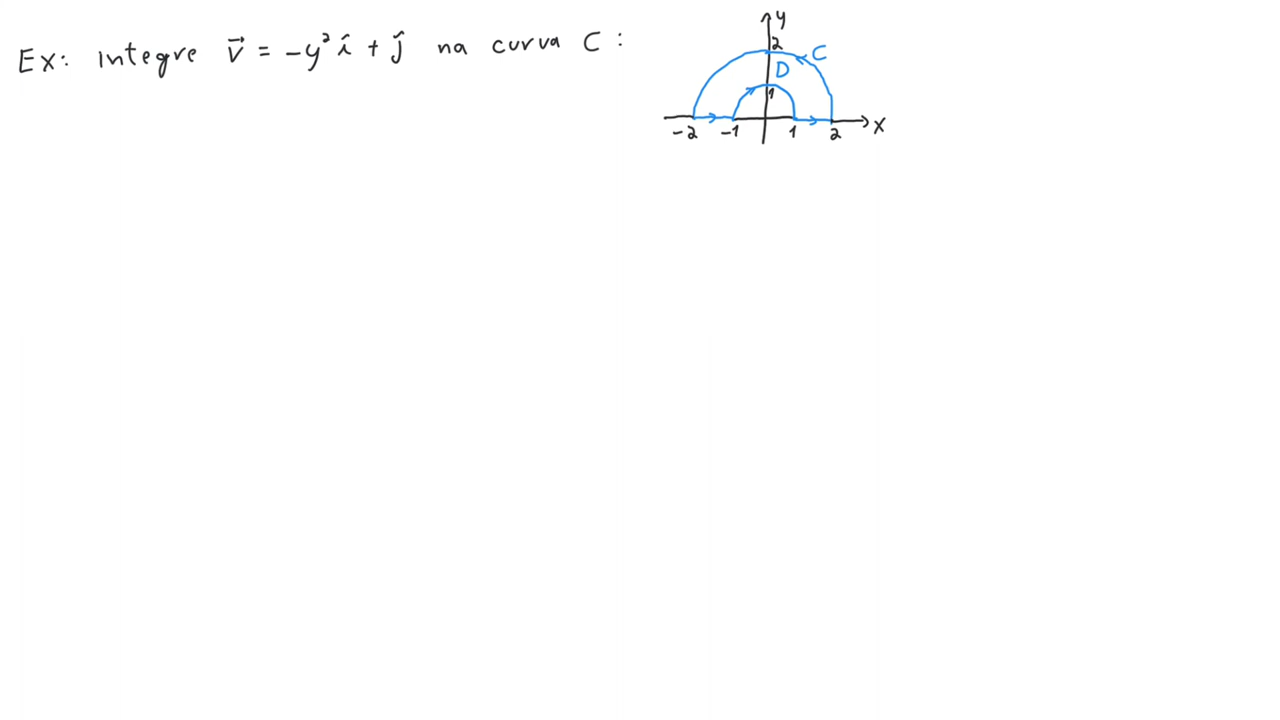 Ex: integre v⃗ = -y² î + ĵ na curva C:
y
2
C
D
1
-2 -1 1 2 x